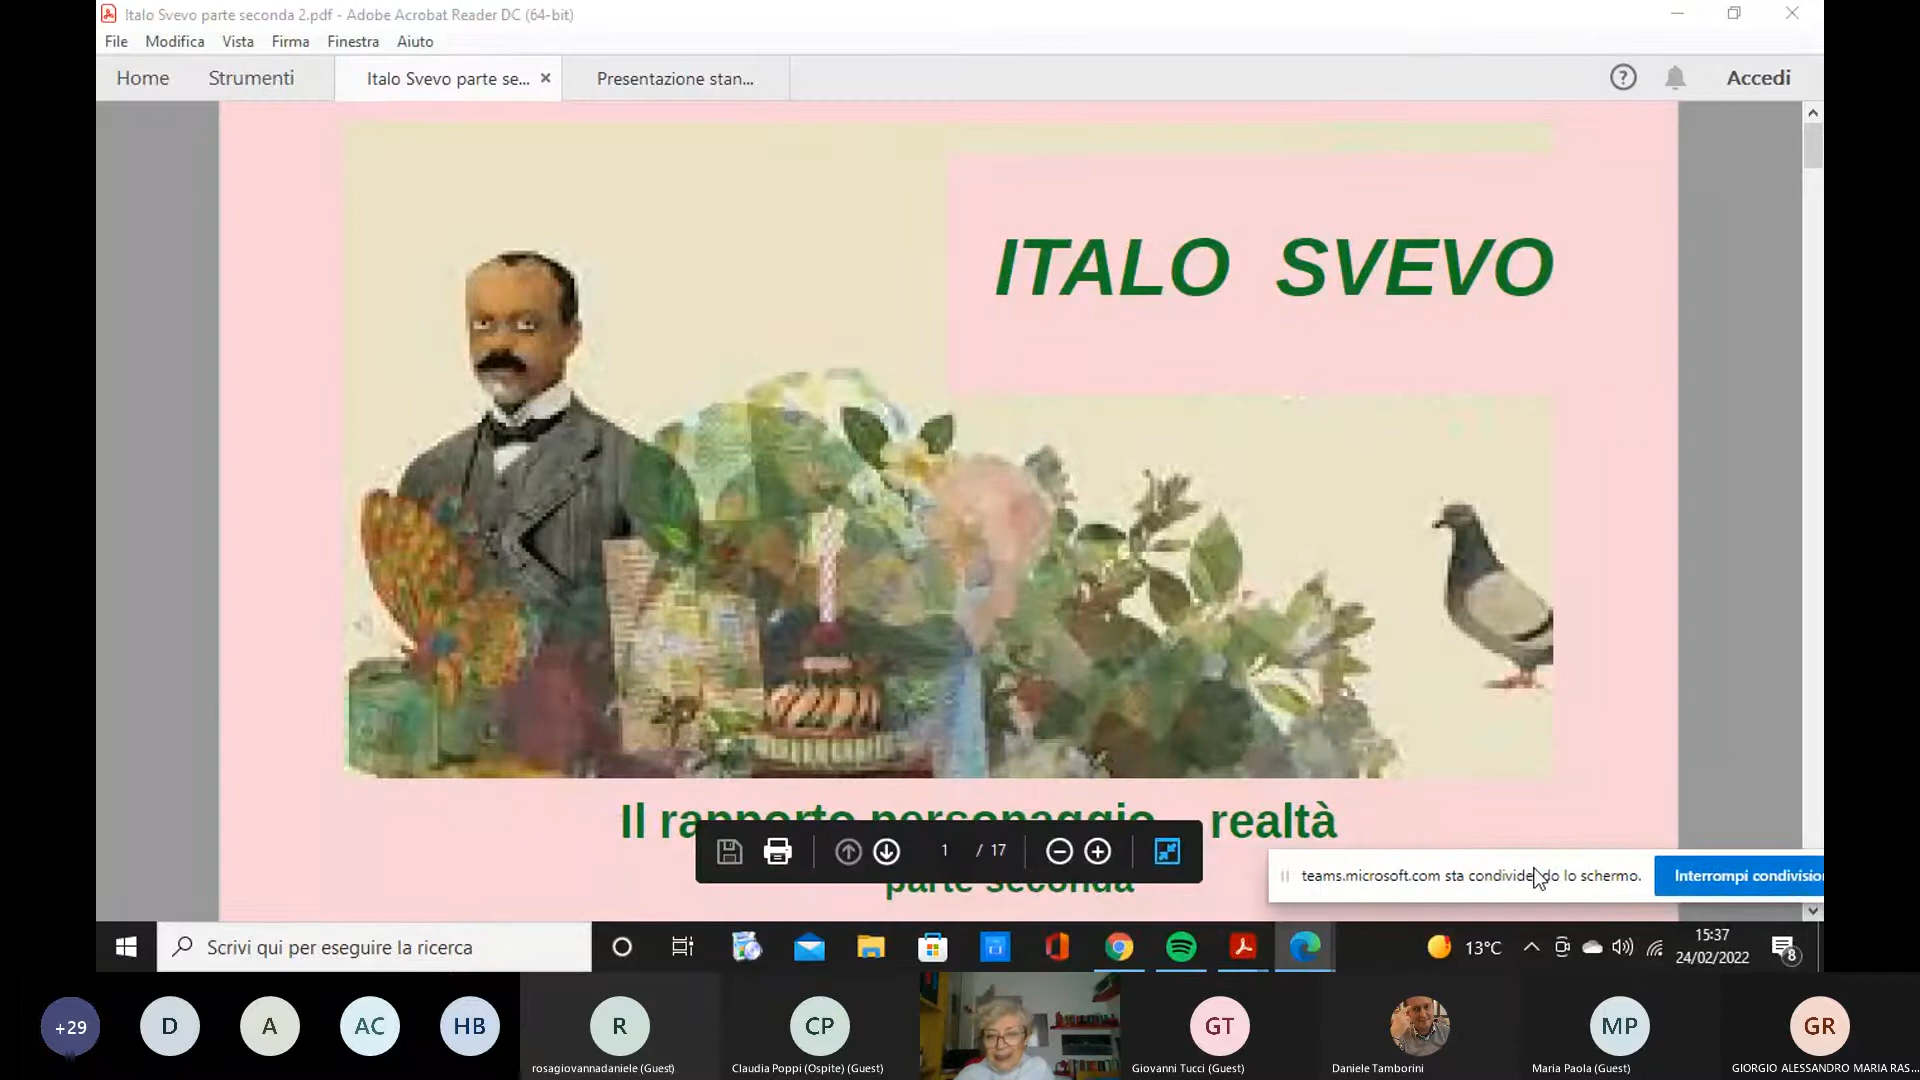 Italo Svevo parte seconda 2.pdf - Adobe Acrobat Reader DC (64-bit)
File Modifica Vista Firma Finestra Aiuto
Home Strumenti Italo Svevo parte se... × Presentazione stan... ? Accedi
ITALO SVEVO
Il rapporto personaggio realtà
parte seconda
1 / 17
teams.microsoft.com sta condividendo lo schermo. Interrompi condivisio
Scrivi qui per eseguire la ricerca
13°C
15:37
24/02/2022
8
+29 D A AC HB R CP GT MP GR
rosagiovannadaniele (Guest) Claudia Poppi (Ospite) (Guest) Giovanni Tucci (Guest) Daniele Tamborini Maria Paola (Guest) GIORGIO ALESSANDRO MARIA RAS...